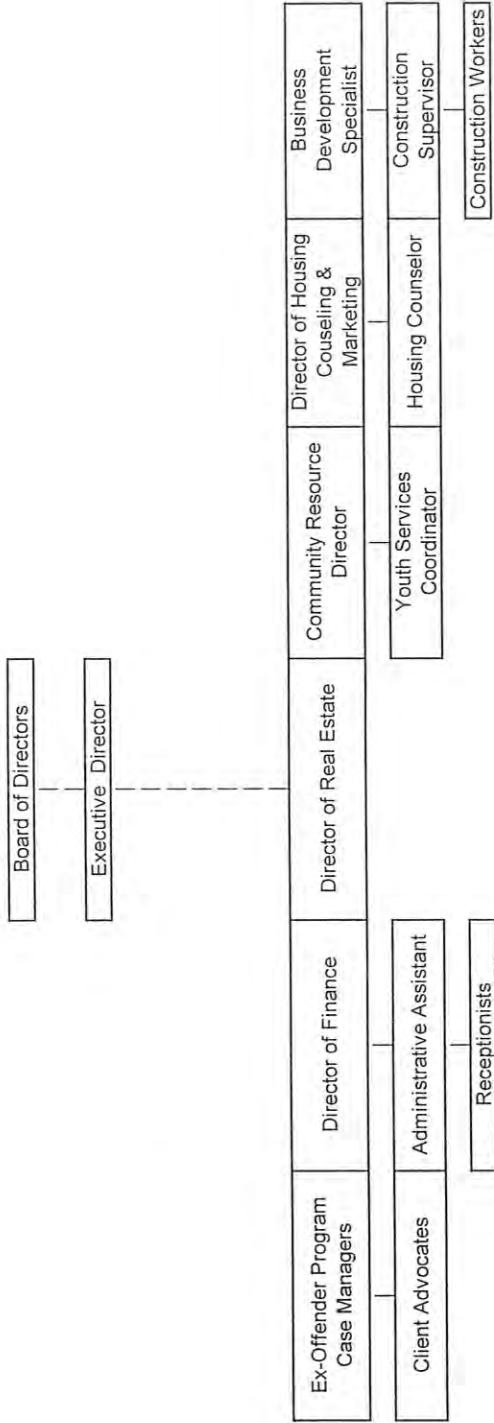 Board of Directors
Executive Director
Ex-Offender Program
Case Managers
Director of Finance
Director of Real Estate
Community Resource
Director
Director of Housing
Couseling &
Marketing
Business
Development
Specialist
Client Advocates
Administrative Assistant
Youth Services
Coordinator
Housing Counselor
Construction
Supervisor
Receptionists
Construction Workers